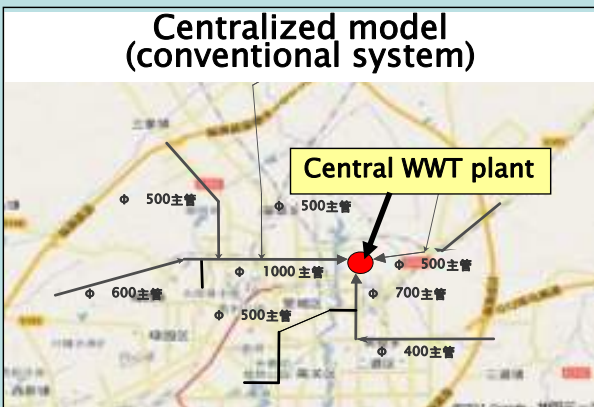 Centralized model
(conventional system)
Central WWT plant
Φ 500主管
Φ 500主管
Φ 1000主管
Φ 500主管
Φ 600主管
Φ 700主管
Φ 500主管
Φ 400主管